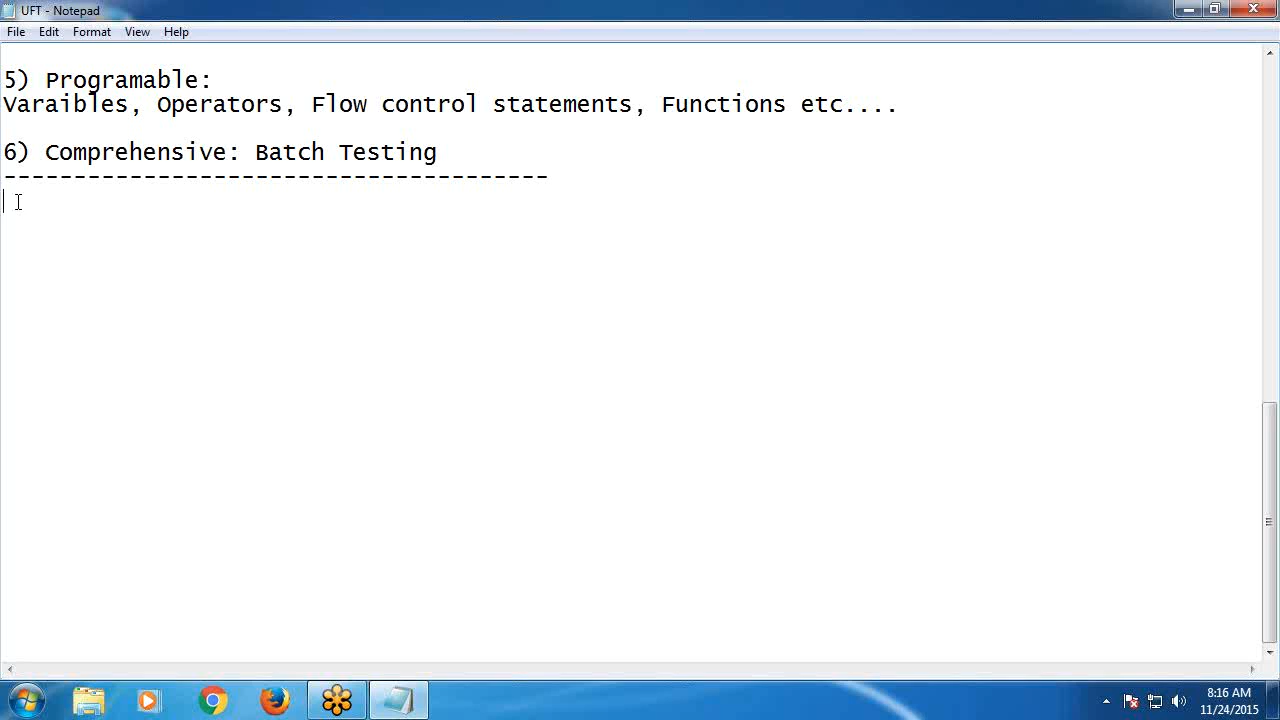 UFT - Notepad
File Edit Format View Help
5) Programable:
Varaibles, Operators, Flow control statements, Functions etc....
6) Comprehensive: Batch Testing
---------------------------------------
8:16 AM
11/24/2015